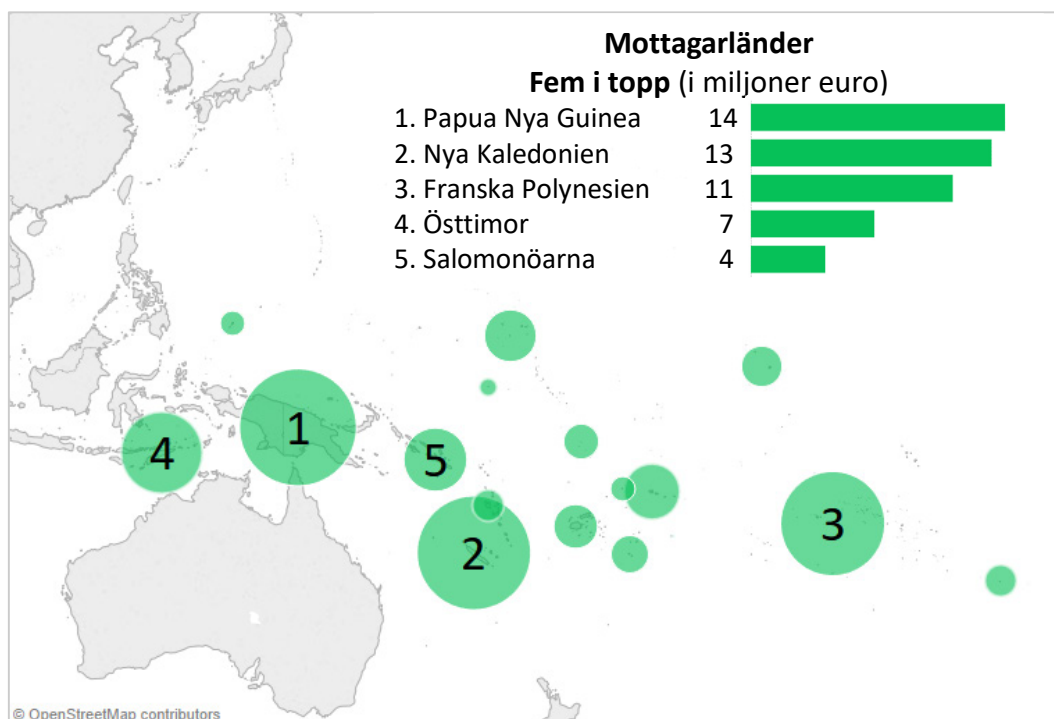 Mottagarländer
Fem i topp (i miljoner euro)
1. Papua Nya Guinea 14
2. Nya Kaledonien 13
3. Franska Polynesien 11
4. Östtimor 7
5. Salomonöarna 4
1
4
5
2
3
© OpenStreetMap contributors